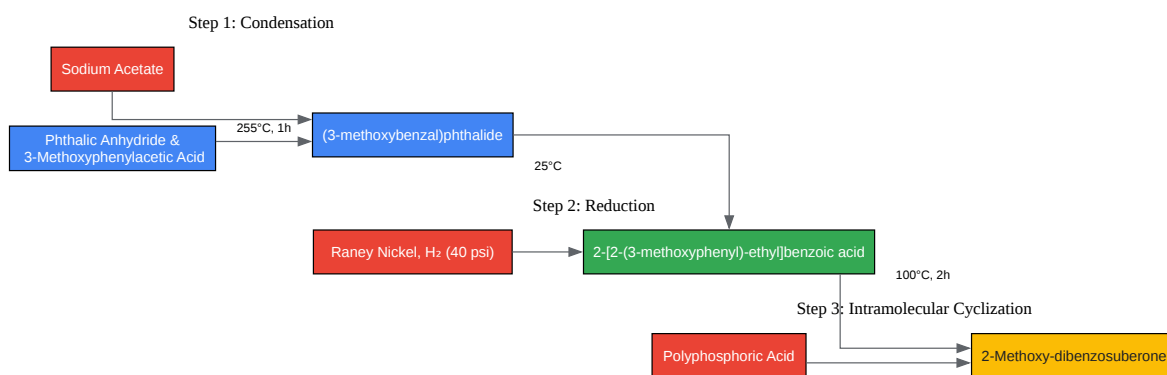 Step 1: Condensation
Sodium Acetate
Phthalic Anhydride &
3-Methoxyphenylacetic Acid
255°C, 1h
(3-methoxybenzal)phthalide
25°C
Step 2: Reduction
Raney Nickel, H₂ (40 psi)
2-[2-(3-methoxyphenyl)-ethyl]benzoic acid
100°C, 2h
Step 3: Intramolecular Cyclization
Polyphosphoric Acid
2-Methoxy-dibenzosuberone